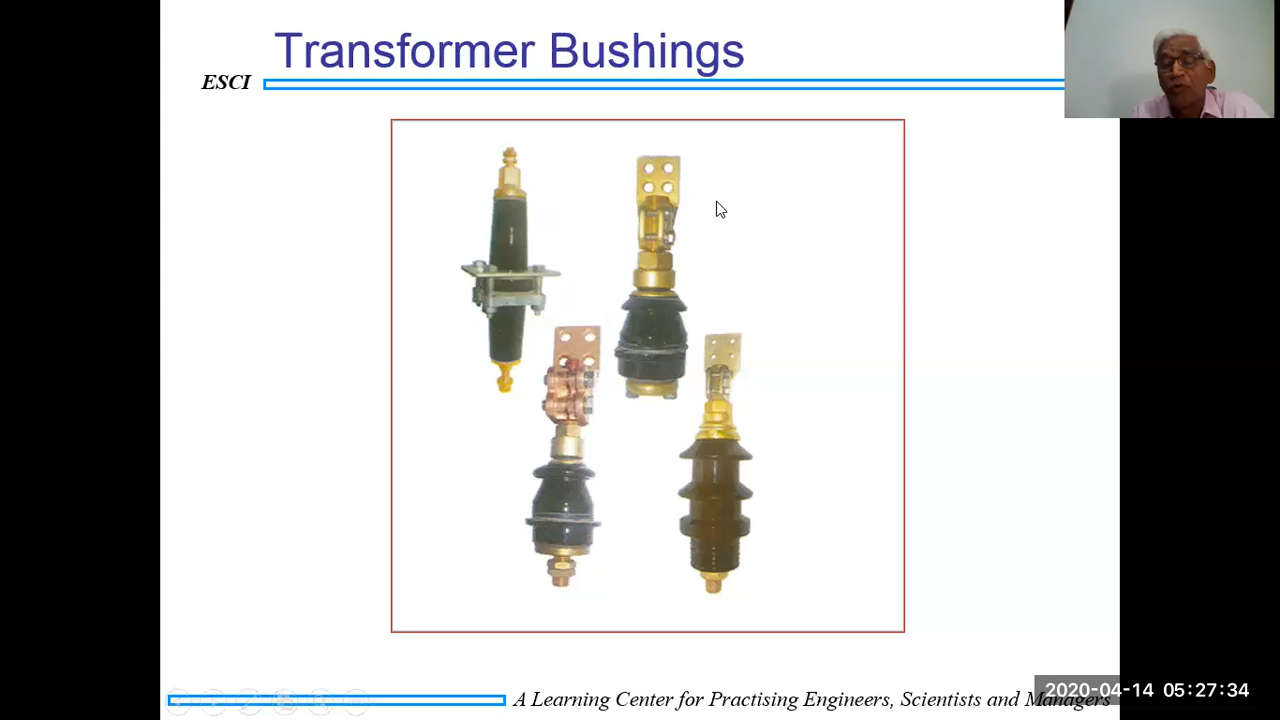 Transformer Bushings
ESCI
A Learning Center for Practising Engineers, Scientists and Managers
2020-04-14 05:27:34